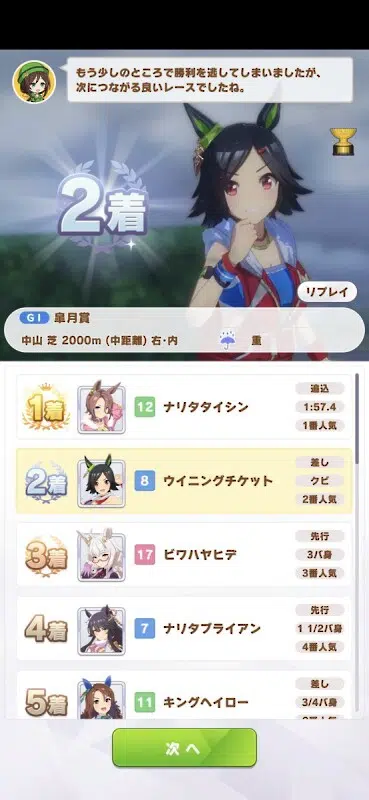 もう少しのところで勝利を逃してしまいましたが、
次につながる良いレースでしたね。
2着
リプレイ
GI 皐月賞
中山 芝 2000m (中距離) 右・内 重
追込
1着 12 ナリタタイシン 1:57.4
1番人気
差し
2着 8 ウイニングチケット クビ
2番人気
先行
3着 17 ビワハヤヒデ 3バ身
3番人気
先行
4着 7 ナリタブライアン 1 1/2バ身
4番人気
差し
5着 11 キングヘイロー 3/4バ身
次へ